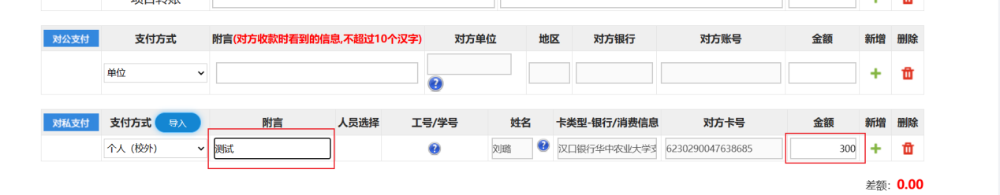 项目转账
对公支付 支付方式 附言(对方收款时看到的信息,不超过10个汉字) 对方单位 地区 对方银行 对方账号 金额 新增 删除
单位
对私支付 支付方式 导入 附言 人员选择 工号/学号 姓名 卡类型-银行/消费信息 对方卡号 金额 新增 删除
个人（校外） 测试 刘璐 汉口银行华中农业大学支 6230290047638685 300
差额: 0.00